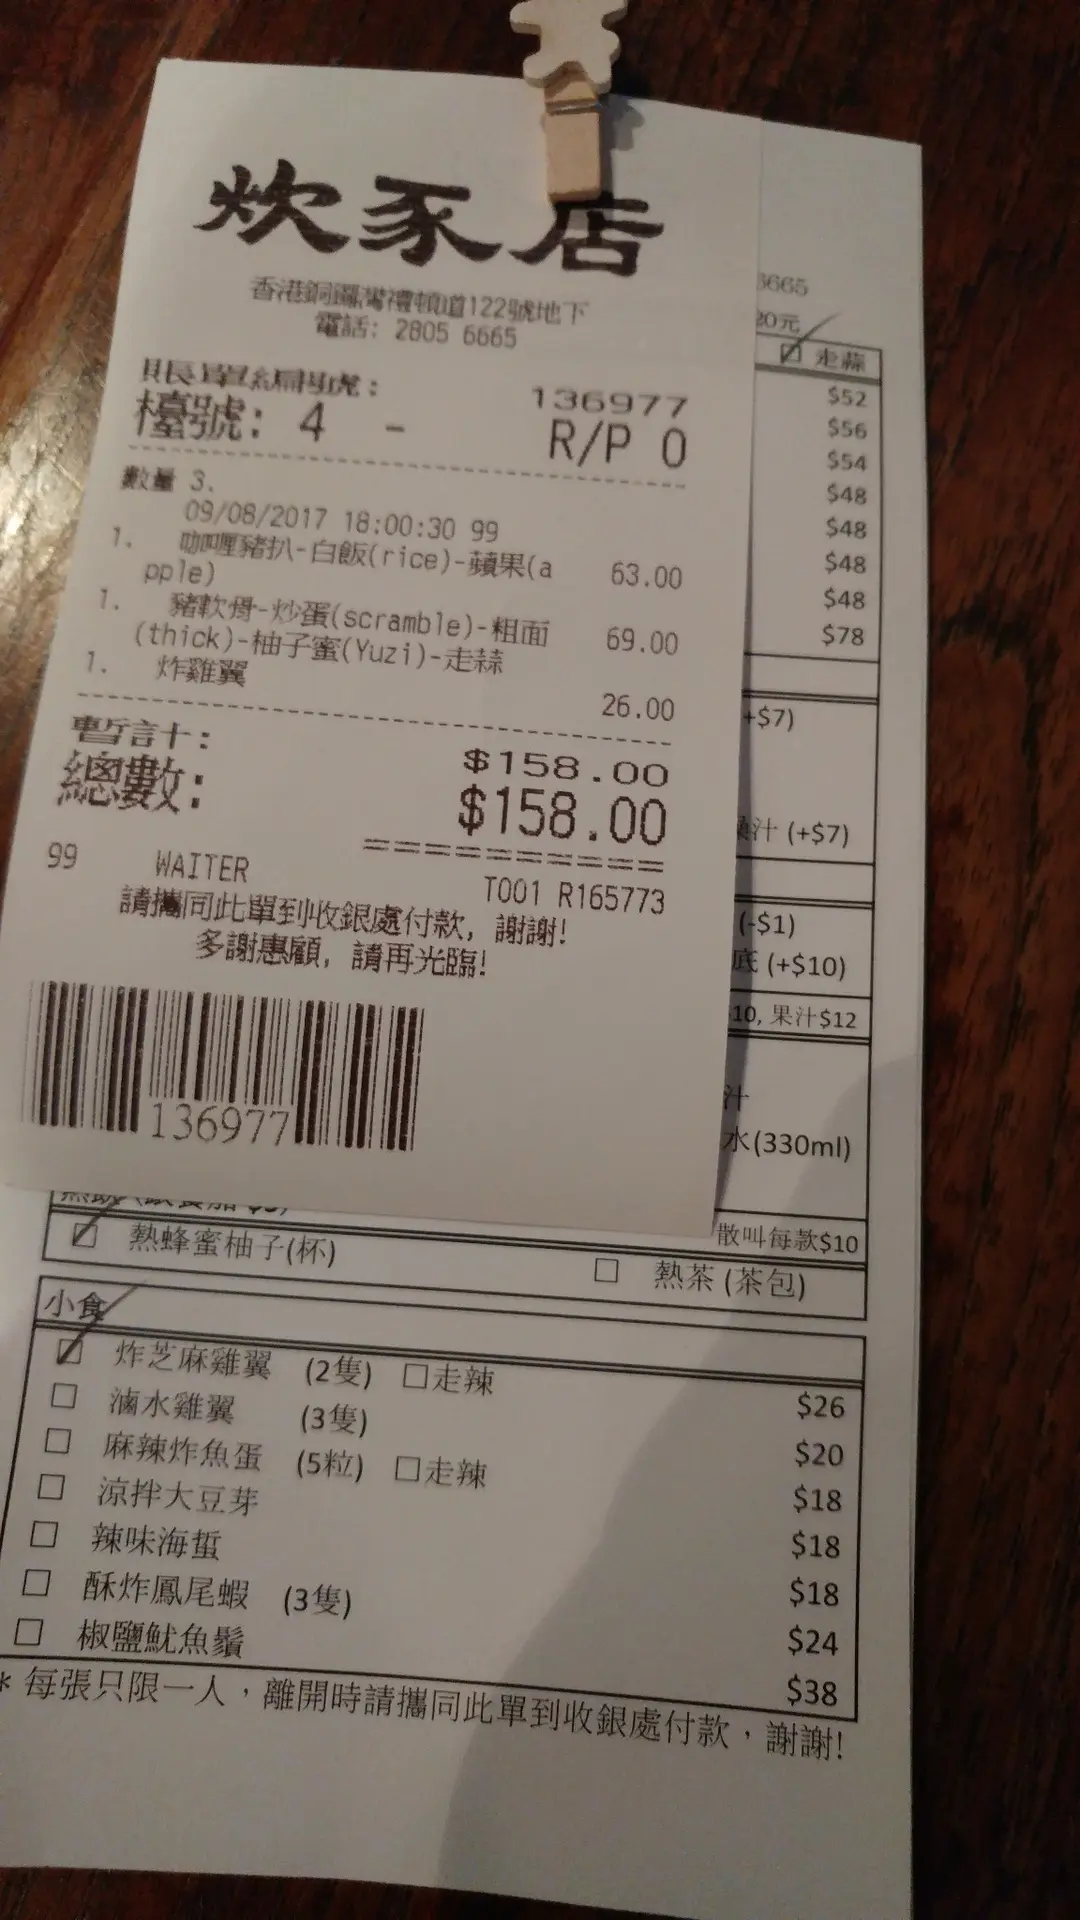 炊豕店
香港銅鑼灣禮頓道122號地下
電話: 2805 6665
賬單編號: 136977
檯號: 4 - R/P 0
數量 3.
09/08/2017 18:00:30 99
1. 咖喱豬扒-白飯(rice)-蘋果(a
pple) 63.00
1. 豬軟骨-炒蛋(scramble)-粗面
(thick)-柚子蜜(Yuzi)-走蒜 69.00
1. 炸雞翼
26.00
暫計: $158.00
總數: $158.00
==========
99 WAITER T001 R165773
請攜同此單到收銀處付款, 謝謝!
多謝惠顧, 請再光臨!
136977
6665
20元
走蒜
$52
$56
$54
$48
$48
$48
$48
$78
+$7)
汁 (+$7)
(-$1)
底 (+$10)
10, 果汁$12
汁
水(330ml)
散叫每款$10
熱蜂蜜柚子(杯) □ 熱茶 (茶包)
小食
炸芝麻雞翼 (2隻) □走辣 $26
□ 滷水雞翼 (3隻) $20
□ 麻辣炸魚蛋 (5粒) □走辣 $18
□ 涼拌大豆芽 $18
□ 辣味海蜇 $18
□ 酥炸鳳尾蝦 (3隻) $24
□ 椒鹽魷魚鬚 $38
* 每張只限一人，離開時請攜同此單到收銀處付款，謝謝!